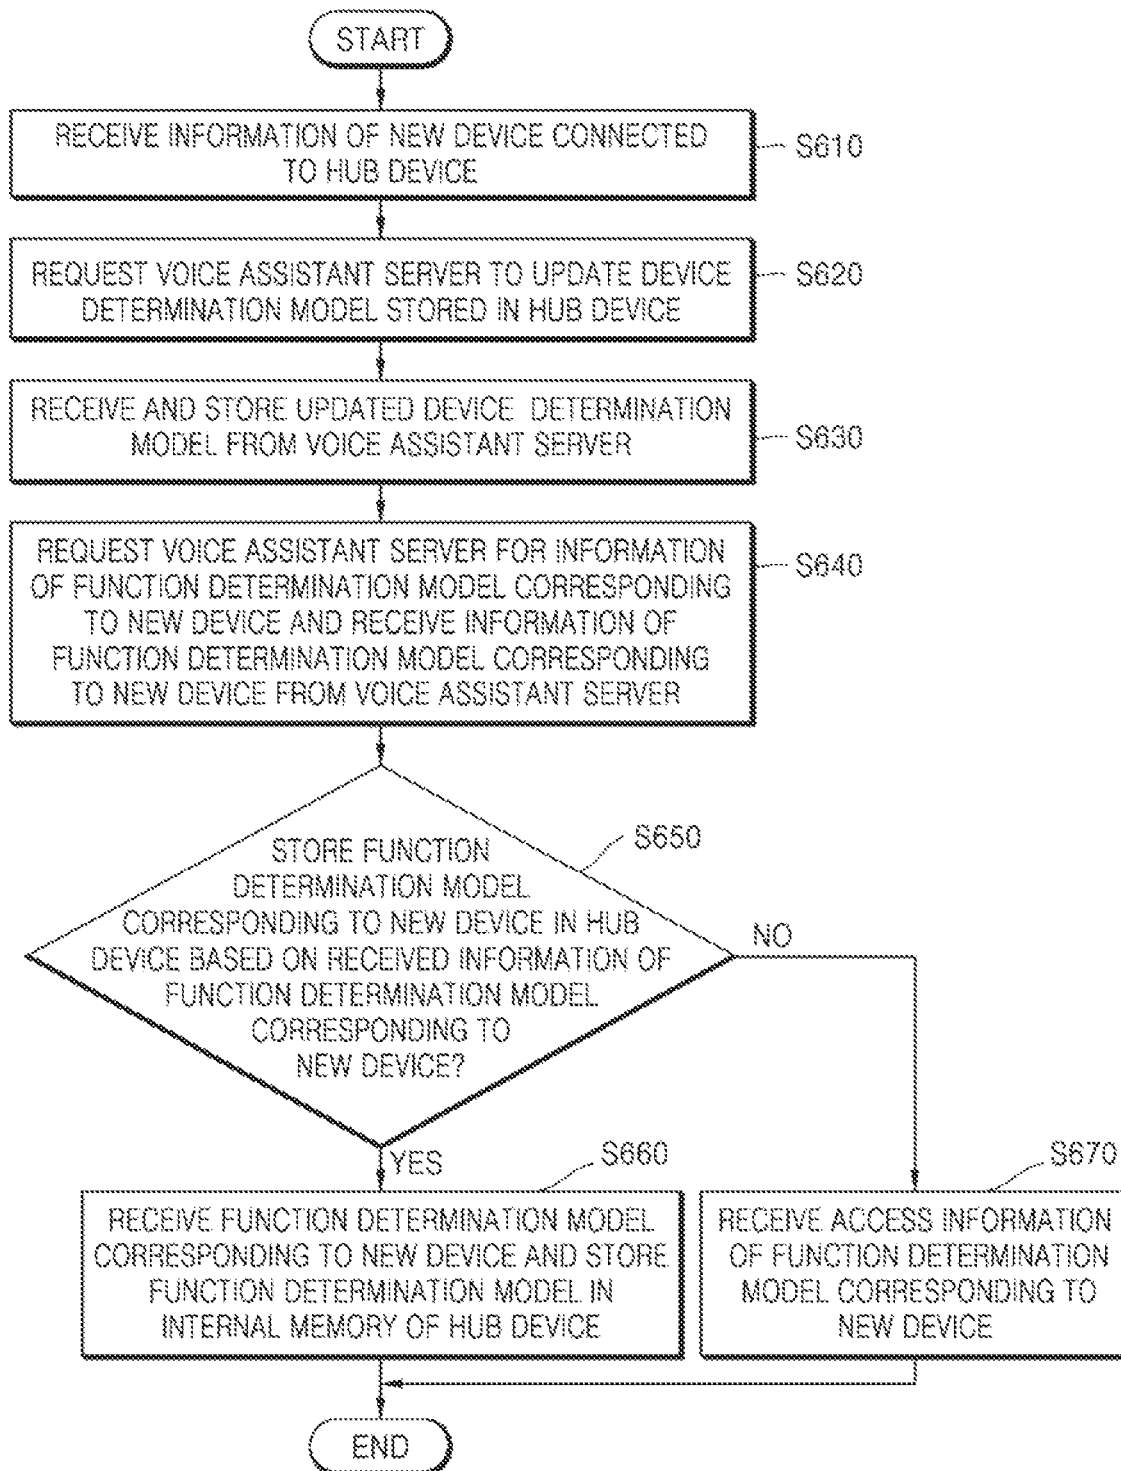 START
RECEIVE INFORMATION OF NEW DEVICE CONNECTED
TO HUB DEVICE
S610
REQUEST VOICE ASSISTANT SERVER TO UPDATE DEVICE
DETERMINATION MODEL STORED IN HUB DEVICE
S620
RECEIVE AND STORE UPDATED DEVICE DETERMINATION
MODEL FROM VOICE ASSISTANT SERVER
S630
REQUEST VOICE ASSISTANT SERVER FOR INFORMATION
OF FUNCTION DETERMINATION MODEL CORRESPONDING
TO NEW DEVICE AND RECEIVE INFORMATION OF
FUNCTION DETERMINATION MODEL CORRESPONDING
TO NEW DEVICE FROM VOICE ASSISTANT SERVER
S640
STORE FUNCTION
DETERMINATION MODEL
CORRESPONDING TO NEW DEVICE IN HUB
DEVICE BASED ON RECEIVED INFORMATION OF
FUNCTION DETERMINATION MODEL
CORRESPONDING TO
NEW DEVICE?
S650
NO
YES
S660
RECEIVE FUNCTION DETERMINATION MODEL
CORRESPONDING TO NEW DEVICE AND STORE
FUNCTION DETERMINATION MODEL IN
INTERNAL MEMORY OF HUB DEVICE
S670
RECEIVE ACCESS INFORMATION
OF FUNCTION DETERMINATION
MODEL CORRESPONDING TO
NEW DEVICE
END